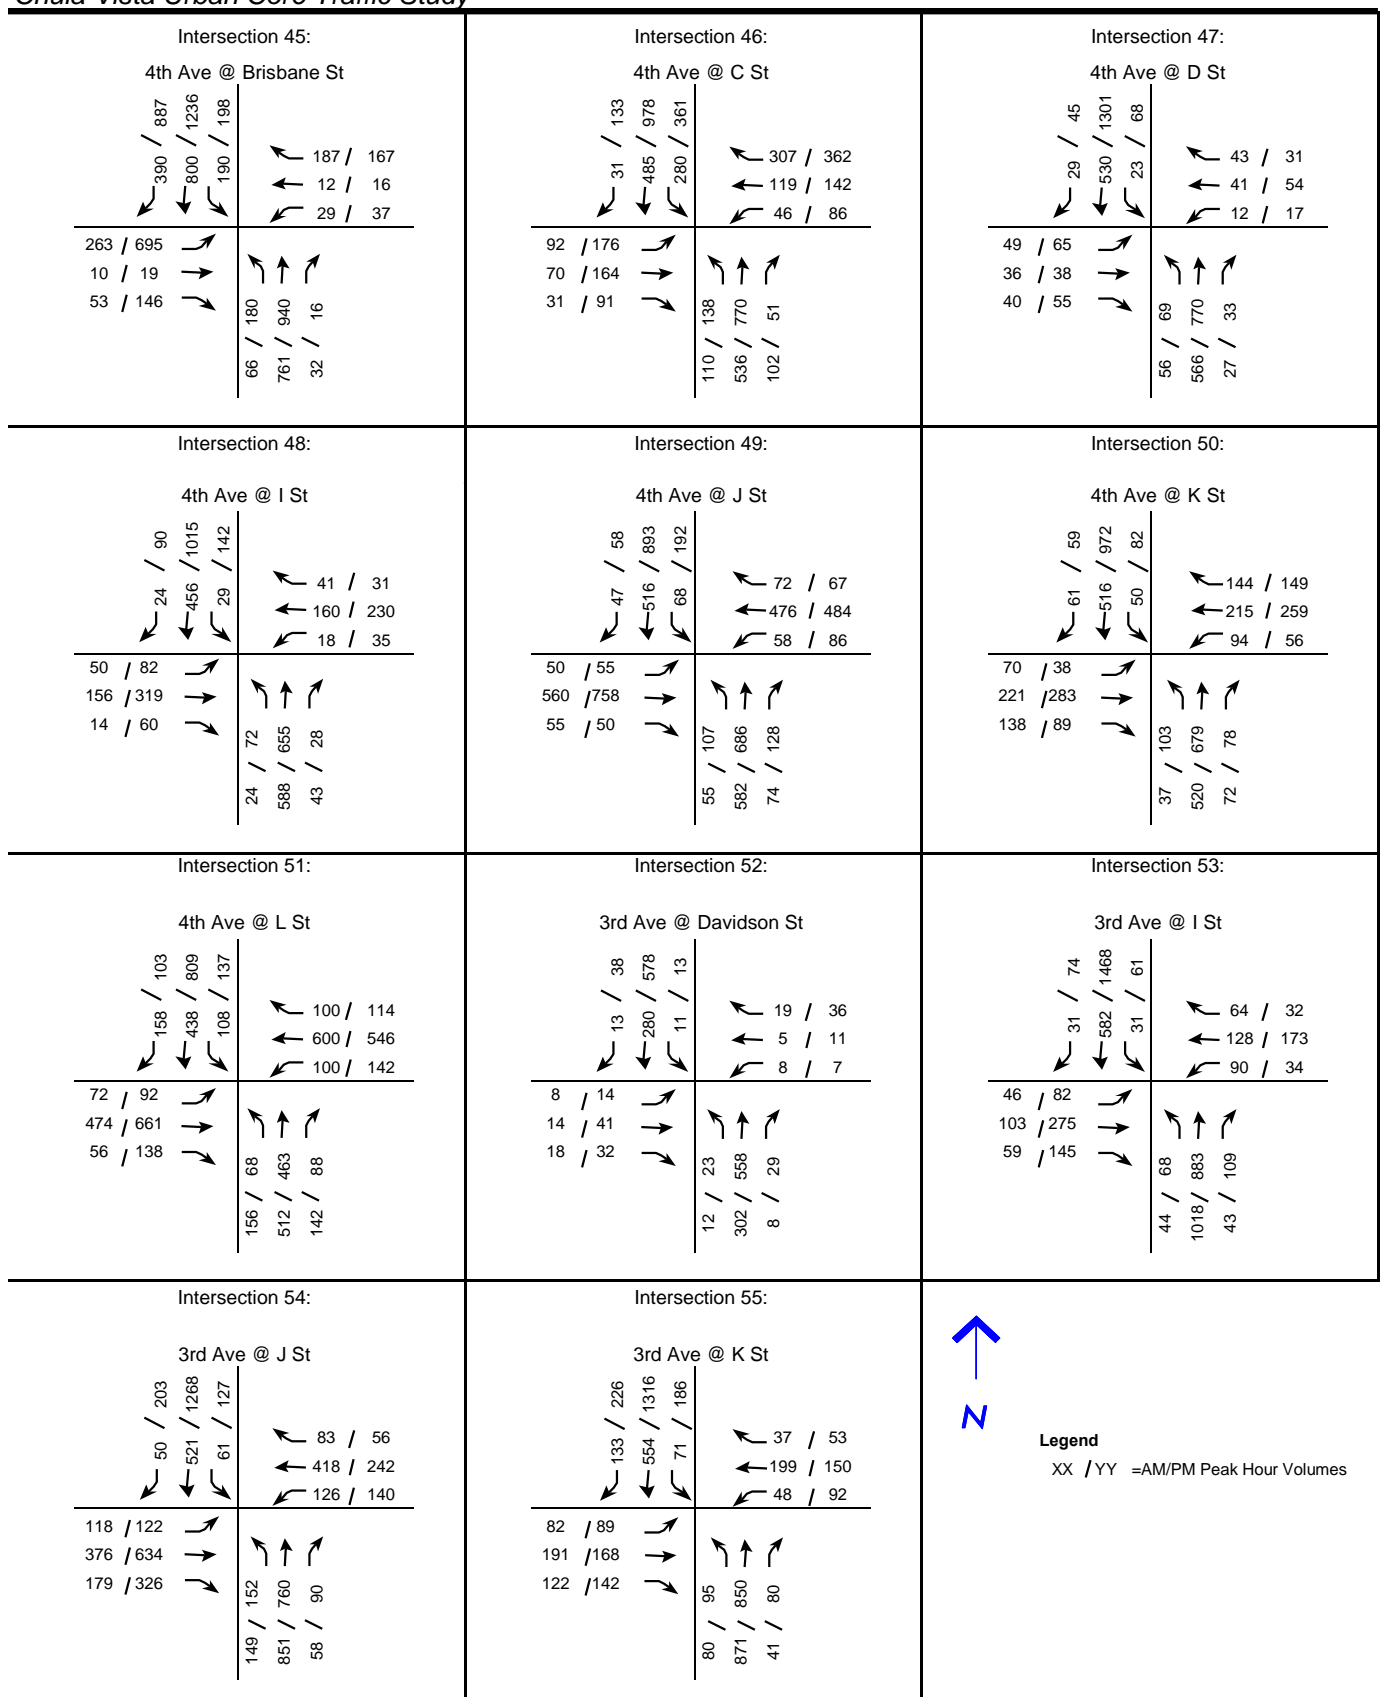 Chula Vista Urban Core Traffic Study
Intersection 45:
4th Ave @ Brisbane St
887 1236 198
390 800 190
187 / 167
12 / 16
29 / 37
263 / 695
10 / 19
53 / 146
180 940 16
66 761 32
Intersection 46:
4th Ave @ C St
133 978 361
31 485 280
307 / 362
119 / 142
46 / 86
92 / 176
70 / 164
31 / 91
138 770 51
110 536 102
Intersection 47:
4th Ave @ D St
45 1301 68
29 530 23
43 / 31
41 / 54
12 / 17
49 / 65
36 / 38
40 / 55
69 770 33
56 566 27
Intersection 48:
4th Ave @ I St
90 1015 142
24 456 29
41 / 31
160 / 230
18 / 35
50 / 82
156 / 319
14 / 60
72 655 28
24 588 43
Intersection 49:
4th Ave @ J St
58 893 192
47 516 68
72 / 67
476 / 484
58 / 86
50 / 55
560 / 758
55 / 50
107 686 128
55 582 74
Intersection 50:
4th Ave @ K St
59 972 82
61 516 50
144 / 149
215 / 259
94 / 56
70 / 38
221 / 283
138 / 89
103 679 78
37 520 72
Intersection 51:
4th Ave @ L St
103 809 137
158 438 108
100 / 114
600 / 546
100 / 142
72 / 92
474 / 661
56 / 138
68 463 88
156 512 142
Intersection 52:
3rd Ave @ Davidson St
38 578 13
13 280 11
19 / 36
5 / 11
8 / 7
8 / 14
14 / 41
18 / 32
23 558 29
12 302 8
Intersection 53:
3rd Ave @ I St
74 1468 61
31 582 31
64 / 32
128 / 173
90 / 34
46 / 82
103 / 275
59 / 145
68 883 109
44 1018 43
Intersection 54:
3rd Ave @ J St
203 1268 127
50 521 61
83 / 56
418 / 242
126 / 140
118 / 122
376 / 634
179 / 326
152 760 90
149 851 58
Intersection 55:
3rd Ave @ K St
226 1316 186
133 554 71
37 / 53
199 / 150
48 / 92
82 / 89
191 / 168
122 / 142
95 850 80
80 871 41
N
Legend
XX / YY =AM/PM Peak Hour Volumes